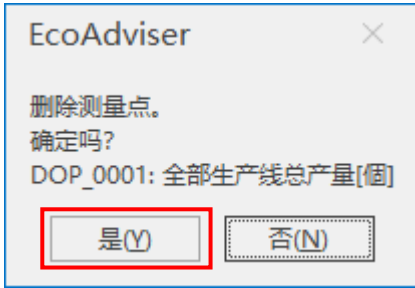 EcoAdviser
删除测量点。
确定吗?
DOP_0001: 全部生产线总产量[個]
是(Y) 否(N)